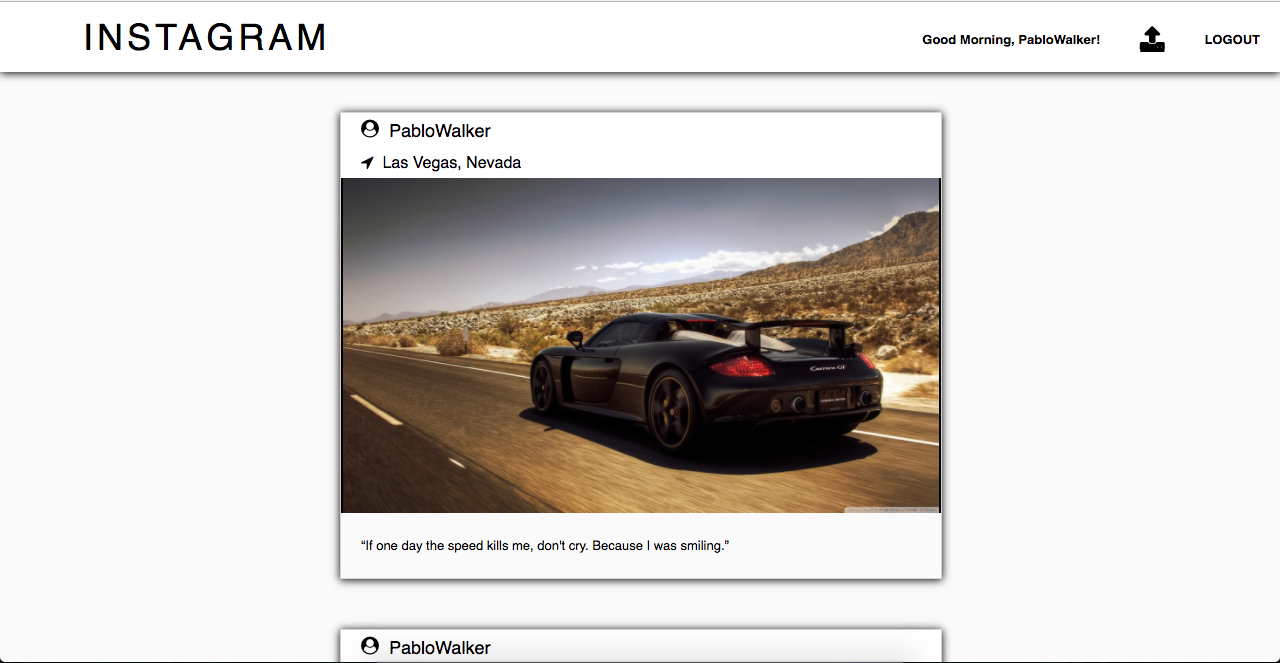 INSTAGRAM
Good Morning, PabloWalker!
LOGOUT
PabloWalker
Las Vegas, Nevada
Carrera GT
“If one day the speed kills me, don't cry. Because I was smiling.”
PabloWalker